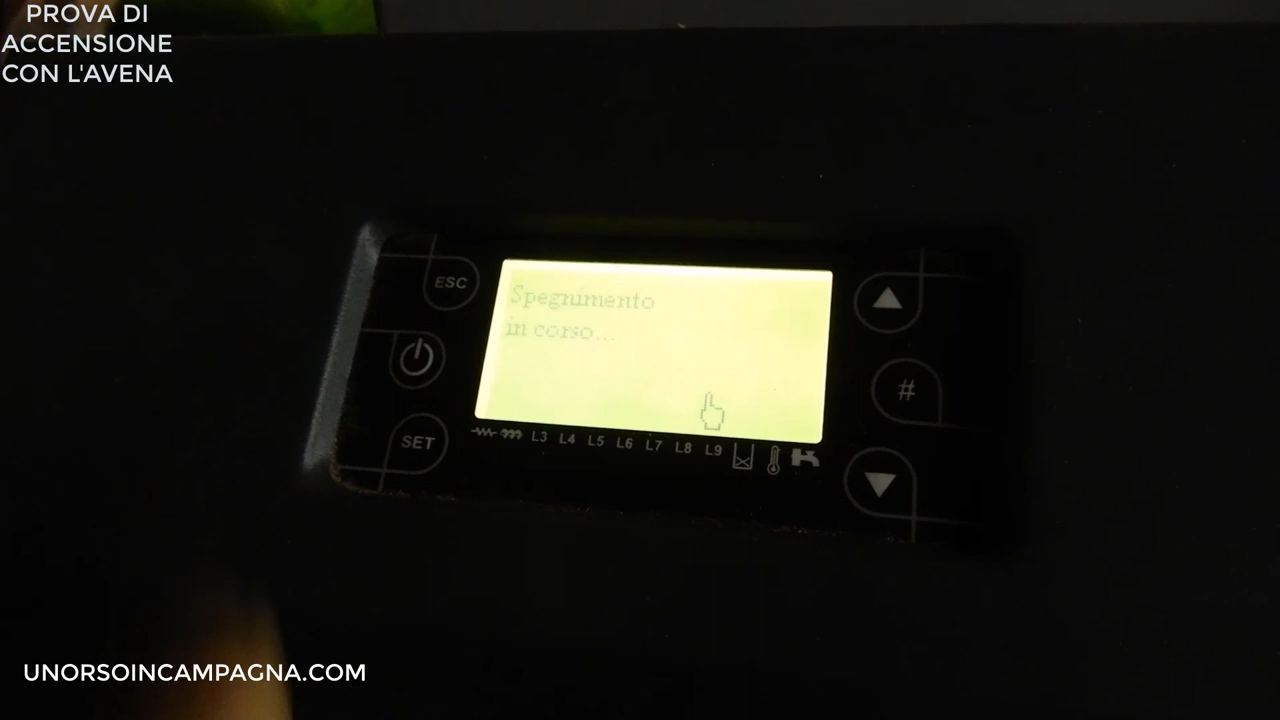 PROVA DI
ACCENSIONE
CON L'AVENA
ESC
SET
Spegnimento
in corso...
#
L3 L4 L5 L6 L7 L8 L9
UNORSOINCAMPAGNA.COM